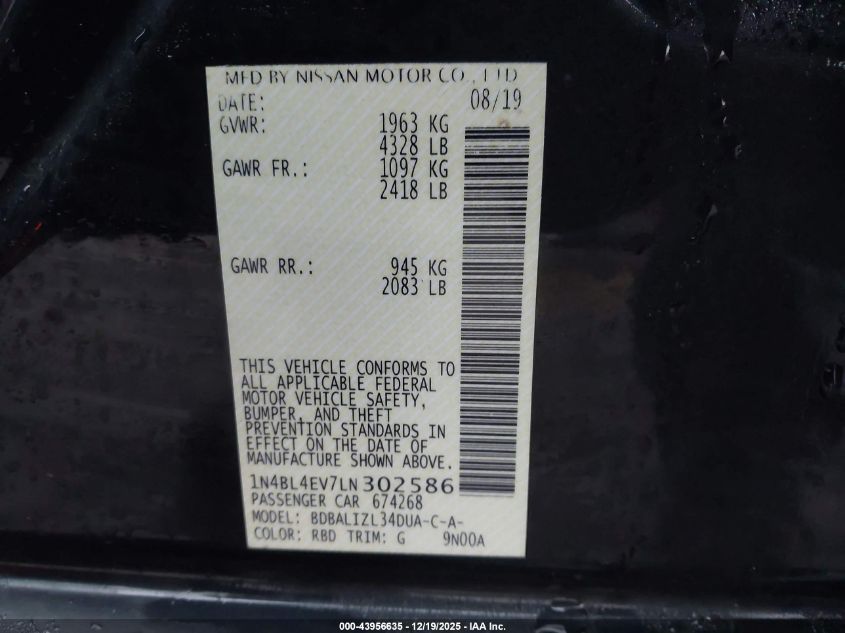 MFD BY NISSAN MOTOR CO., LTD
DATE: 08/19
GVWR: 1963 KG
4328 LB
GAWR FR.: 1097 KG
2418 LB
GAWR RR.: 945 KG
2083 LB
THIS VEHICLE CONFORMS TO
ALL APPLICABLE FEDERAL
MOTOR VEHICLE SAFETY,
BUMPER, AND THEFT
PREVENTION STANDARDS IN
EFFECT ON THE DATE OF
MANUFACTURE SHOWN ABOVE.
1N4BL4EV7LN302586
PASSENGER CAR 674268
MODEL: BDBALIZL34DUA-C-A-
COLOR: RBD TRIM: G 9N00A
000-43956635 - 12/19/2025 - IAA Inc.